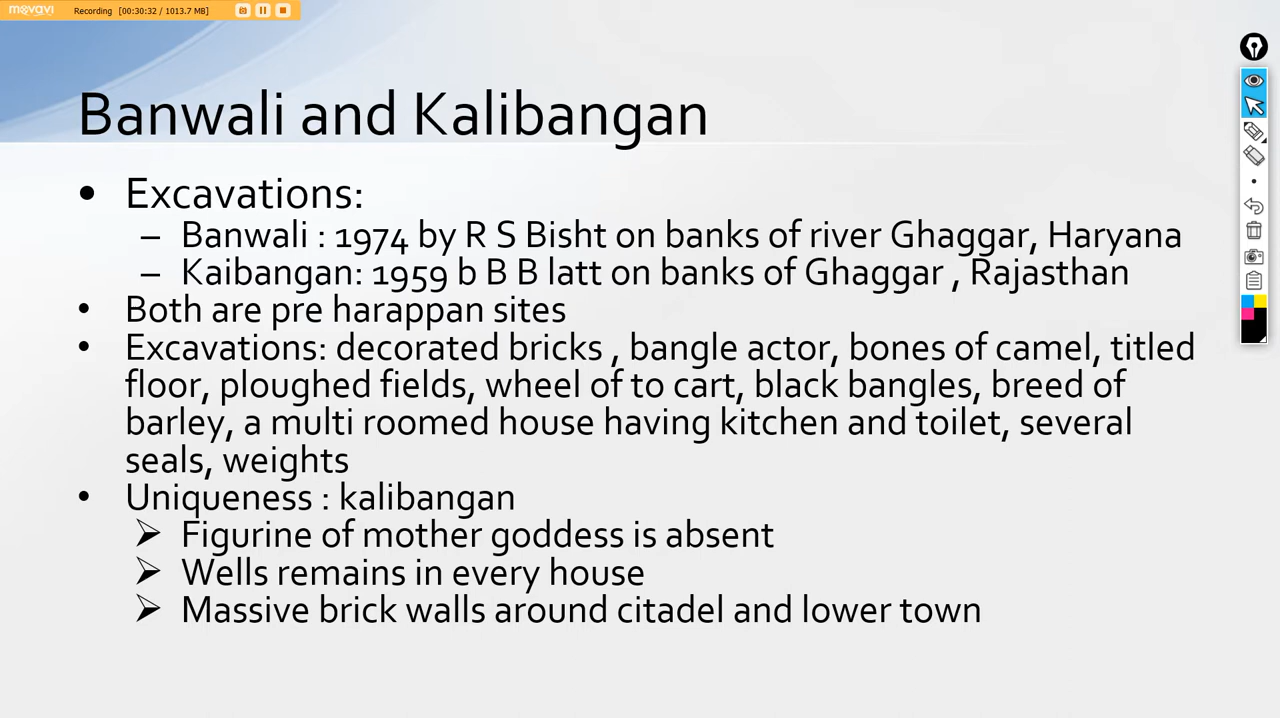 movavi Recording [00:30:32 / 1013.7 MB]
Banwali and Kalibangan
• Excavations:
– Banwali : 1974 by R S Bisht on banks of river Ghaggar, Haryana
– Kaibangan: 1959 b B B latt on banks of Ghaggar , Rajasthan
• Both are pre harappan sites
• Excavations: decorated bricks , bangle actor, bones of camel, titled
floor, ploughed fields, wheel of to cart, black bangles, breed of
barley, a multi roomed house having kitchen and toilet, several
seals, weights
• Uniqueness : kalibangan
➢ Figurine of mother goddess is absent
➢ Wells remains in every house
➢ Massive brick walls around citadel and lower town